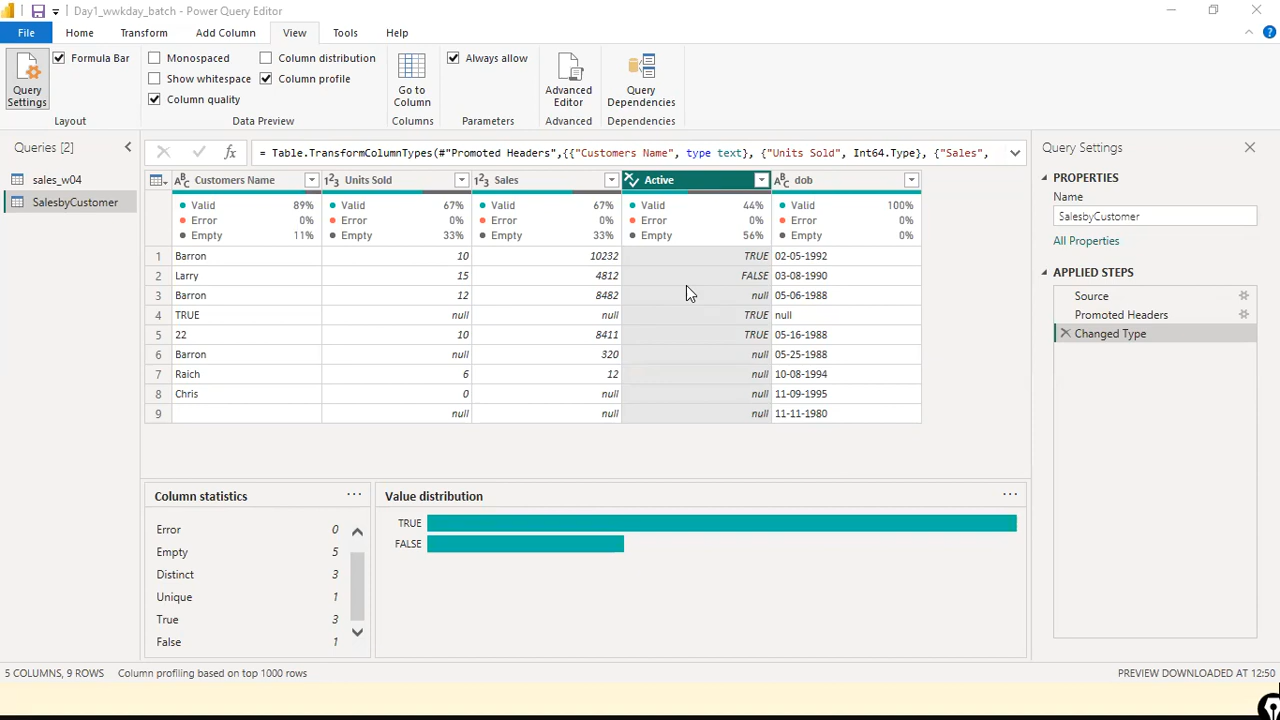 Day1_wwkday_batch - Power Query Editor
File Home Transform Add Column View Tools Help
Query Settings
Formula Bar
Layout
Monospaced
Show whitespace
Column quality
Column distribution
Column profile
Data Preview
Go to Column
Columns
Always allow
Parameters
Advanced Editor
Advanced
Query Dependencies
Dependencies
Queries [2]
sales_w04
SalesbyCustomer
fx = Table.TransformColumnTypes(#"Promoted Headers",{{"Customers Name", type text}, {"Units Sold", Int64.Type}, {"Sales",
ABC Customers Name 123 Units Sold 123 Sales Active ABC dob
Valid 89% Valid 67% Valid 67% Valid 44% Valid 100%
Error 0% Error 0% Error 0% Error 0% Error 0%
Empty 11% Empty 33% Empty 33% Empty 56% Empty 0%
1 Barron 10 10232 TRUE 02-05-1992
2 Larry 15 4812 FALSE 03-08-1990
3 Barron 12 8482 null 05-06-1988
4 TRUE null null TRUE null
5 22 10 8411 TRUE 05-16-1988
6 Barron null 320 null 05-25-1988
7 Raich 6 12 null 10-08-1994
8 Chris 0 null null 11-09-1995
9 null null null 11-11-1980
Column statistics ...
Error 0
Empty 5
Distinct 3
Unique 1
True 3
False 1
Value distribution ...
TRUE
FALSE
Query Settings
PROPERTIES
Name
SalesbyCustomer
All Properties
APPLIED STEPS
Source
Promoted Headers
Changed Type
5 COLUMNS, 9 ROWS Column profiling based on top 1000 rows PREVIEW DOWNLOADED AT 12:50